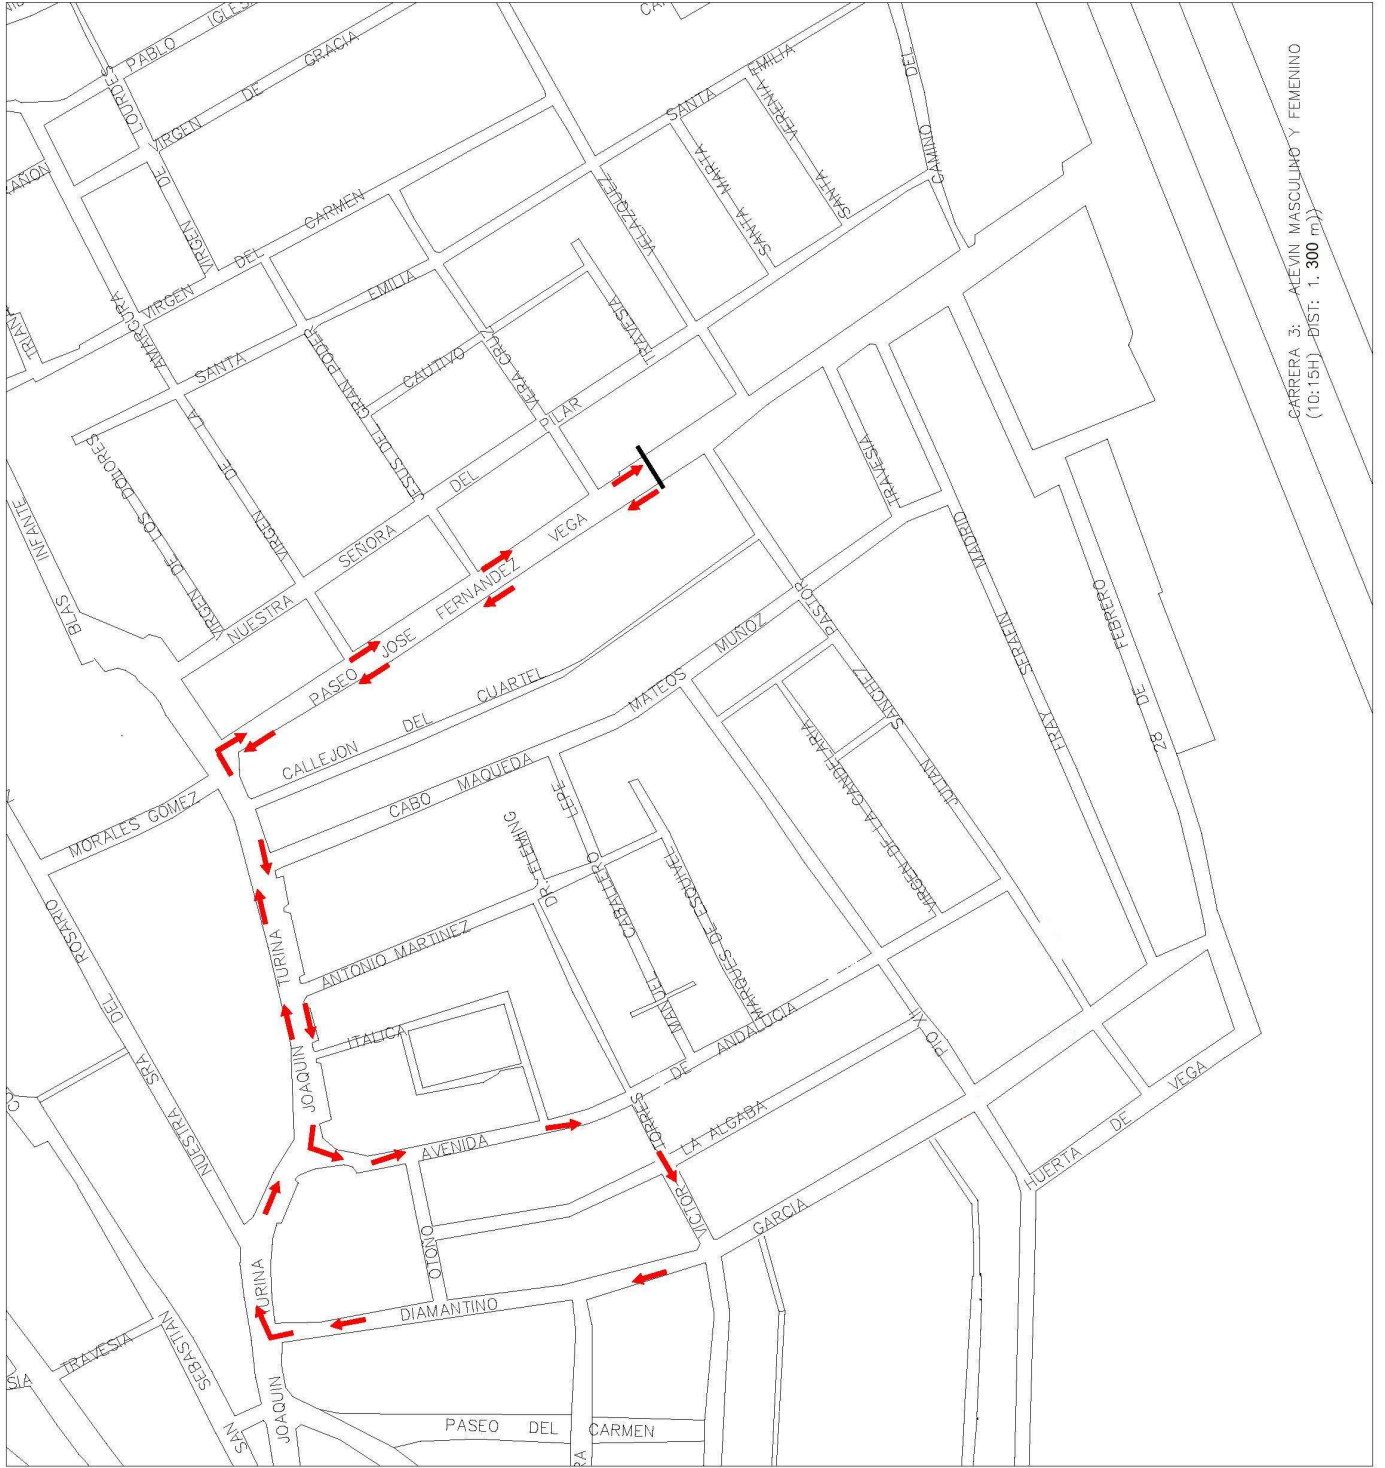 PABLO IGLESI
LOURDES
VIRGEN DE GRACIA
VIRGEN DE
SANTA EMILIA
SANTA VERENIA
SANTA MARTA
CAMINO DEL
VELAZQUEZ
VIRGEN DEL CARMEN
AMARGURA
SANTA EMILIA
JESUS DEL GRAN PODER
CAUTIVO
VERA CRUZ
TRAVESIA
BLAS INFANTE
VIRGEN DE LOS DOLORES
VIRGEN DE LA
NUESTRA SEÑORA DEL PILAR
PASEO JOSE FERNANDEZ VEGA
TRAVESIA
CALLEJON DEL CUARTEL
MORALES GOMEZ
CABO MAQUEDA
MATEOS MUÑOZ
SANCHEZ PASTOR
JULIAN
FRAY SERAFIN MADRID
28 DE FEBRERO
VIRGEN DE LA CANDELARIA
DR. FLEMING
MANUEL CABALLERO LEPE
MARQUES DE ESQUIVEL
NUESTRA SRA DEL ROSARIO
JOAQUIN TURINA
ANTONIO MARTINEZ
ITALICA
AVENIDA DE ANDALUCIA
PIO XI
LA ALGABA
VICTOR TORRES
OTOÑO
DIAMANTINO GARCIA
HUERTA DE VEGA
JOAQUIN TURINA
TRAVESIA
SAN SEBASTIAN
PASEO DEL CARMEN
CARRERA 3: ALEVIN MASCULINO Y FEMENINO
(10:15H) DIST: 1. 300 m))